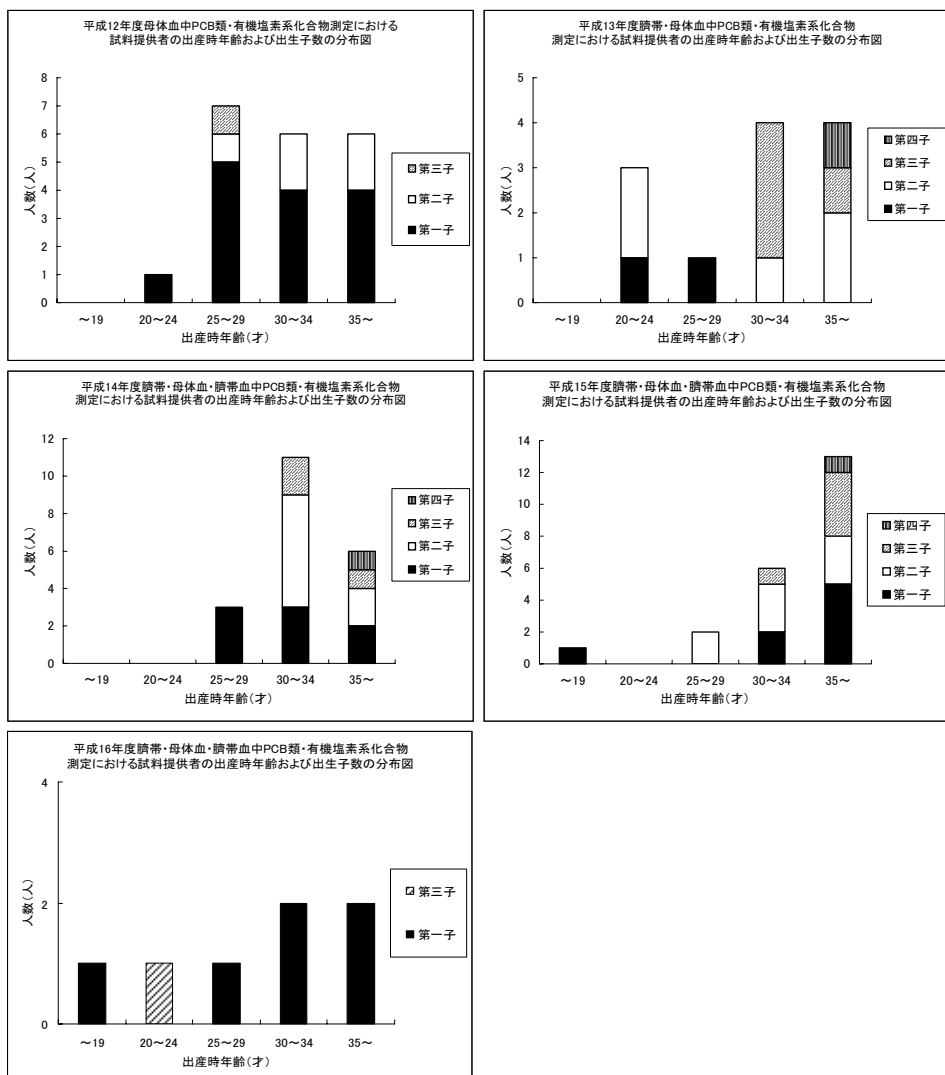 平成12年度母体血中PCB類・有機塩素系化合物測定における
試料提供者の出産時年齢および出生子数の分布図
人数(人)
8
7
6
5
4
3
2
1
0
～19 20～24 25～29 30～34 35～
出産時年齢(才)
第三子
第二子
第一子
平成13年度臍帯・母体血中PCB類・有機塩素系化合物
測定における試料提供者の出産時年齢および出生子数の分布図
人数(人)
5
4
3
2
1
0
～19 20～24 25～29 30～34 35～
出産時年齢(才)
第四子
第三子
第二子
第一子
平成14年度臍帯・母体血・臍帯血中PCB類・有機塩素系化合物
測定における試料提供者の出産時年齢および出生子数の分布図
人数(人)
12
10
8
6
4
2
0
～19 20～24 25～29 30～34 35～
出産時年齢(才)
第四子
第三子
第二子
第一子
平成15年度臍帯・母体血・臍帯血中PCB類・有機塩素系化合物
測定における試料提供者の出産時年齢および出生子数の分布図
人数(人)
14
12
10
8
6
4
2
0
～19 20～24 25～29 30～34 35～
出産時年齢(才)
第四子
第三子
第二子
第一子
平成16年度臍帯・母体血・臍帯血中PCB類・有機塩素系化合物
測定における試料提供者の出産時年齢および出生子数の分布図
人数(人)
4
2
0
～19 20～24 25～29 30～34 35～
出産時年齢(才)
第三子
第一子